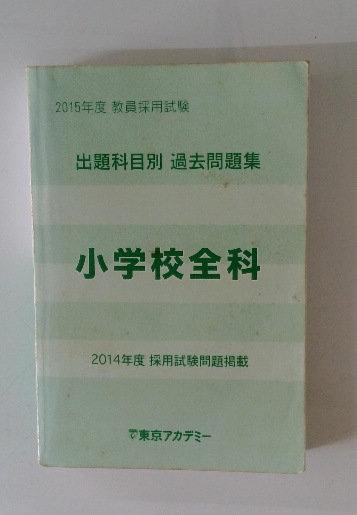 2015年度 教員採用試験
出題科目別 過去問題集
小学校全科
2014年度 採用試験問題掲載
東京アカデミー